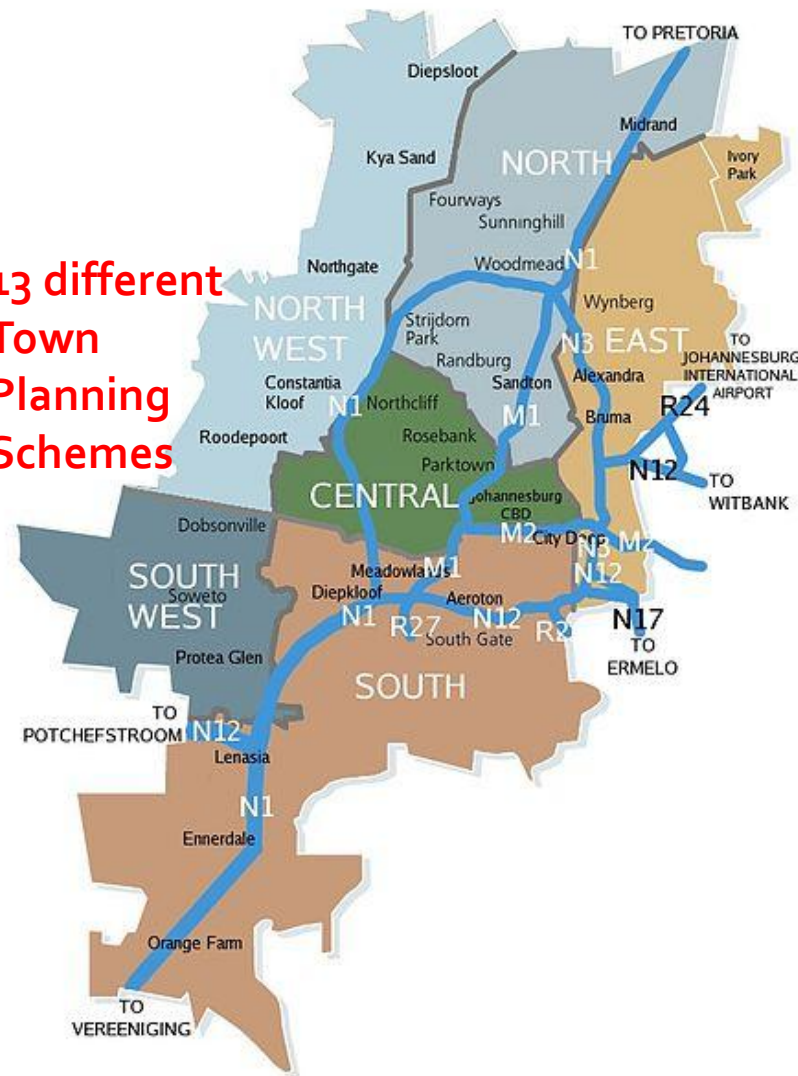 TO PRETORIA
Diepsloot
Midrand
Kya Sand
NORTH
Ivory
Park
Fourways
Sunninghill
13 different
Town
Planning
Schemes
Northgate
Woodmead
N1
NORTH
WEST
Wynberg
Strijdom
Park
N3
EAST
TO
JOHANNESBURG
INTERNATIONAL
AIRPORT
Randburg
Constantia
Kloof
Sandton
Alexandra
N1
Northcliff
M1
Bruma
R24
Roodepoort
Rosebank
Parktown
N12
TO
WITBANK
CENTRAL
Johannesburg
CBD
Dobsonville
M2
City Deep
N3
M2
SOUTH
WEST
Soweto
Meadowlands
M1
N12
Diepkloof
Aeroton
N1
R27
N12
R2
N17
South Gate
TO
ERMELO
Protea Glen
SOUTH
TO
POTCHEFSTROOM
N12
Lenasia
N1
Ennerdale
Orange Farm
TO
VEREENIGING